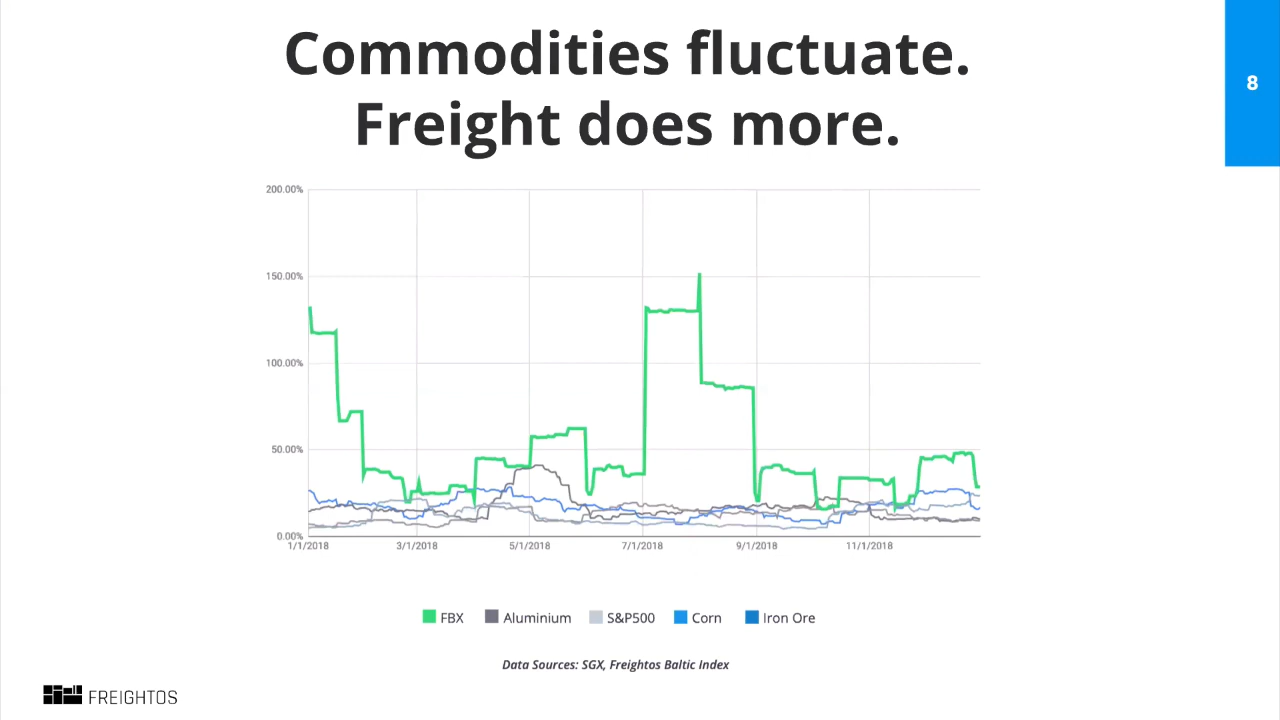 Commodities fluctuate.
Freight does more.
8
200.00%
150.00%
100.00%
50.00%
0.00%
1/1/2018 3/1/2018 5/1/2018 7/1/2018 9/1/2018 11/1/2018
FBX Aluminium S&P500 Corn Iron Ore
Data Sources: SGX, Freightos Baltic Index
FREIGHTOS